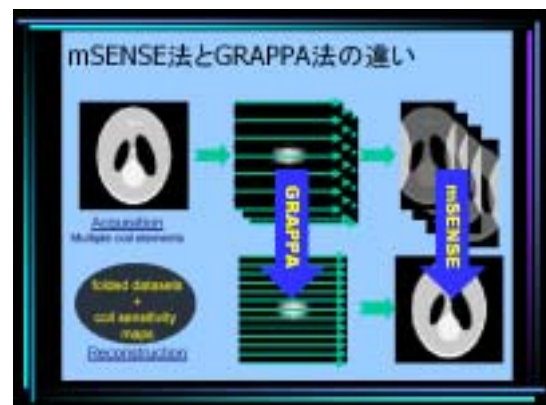 mSENSE法とGRAPPA法の違い
Acquisition
Multiple coil elements
GRAPPA
mSENSE
folded datasets
+
coil sensitivity
maps
Reconstruction